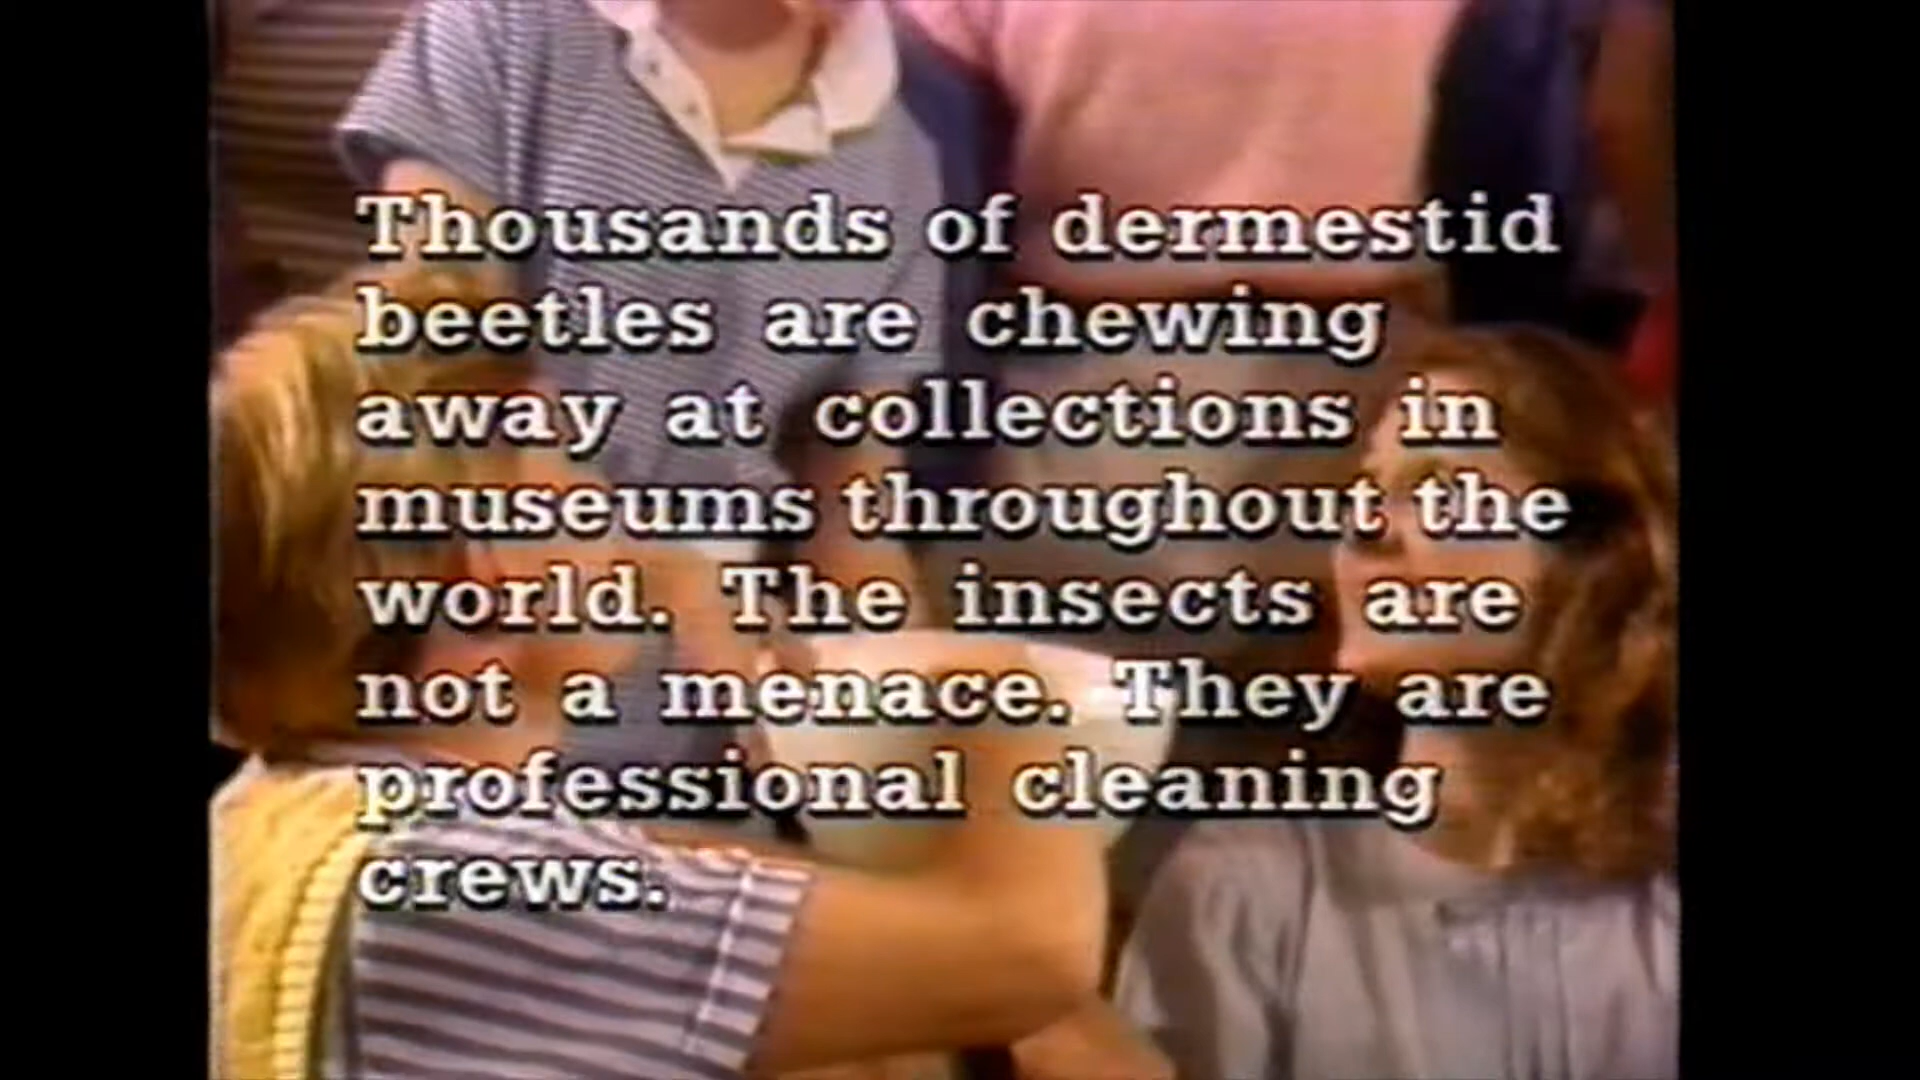 Thousands of dermestid
beetles are chewing
away at collections in
museums throughout the
world. The insects are
not a menace. They are
professional cleaning
crews.